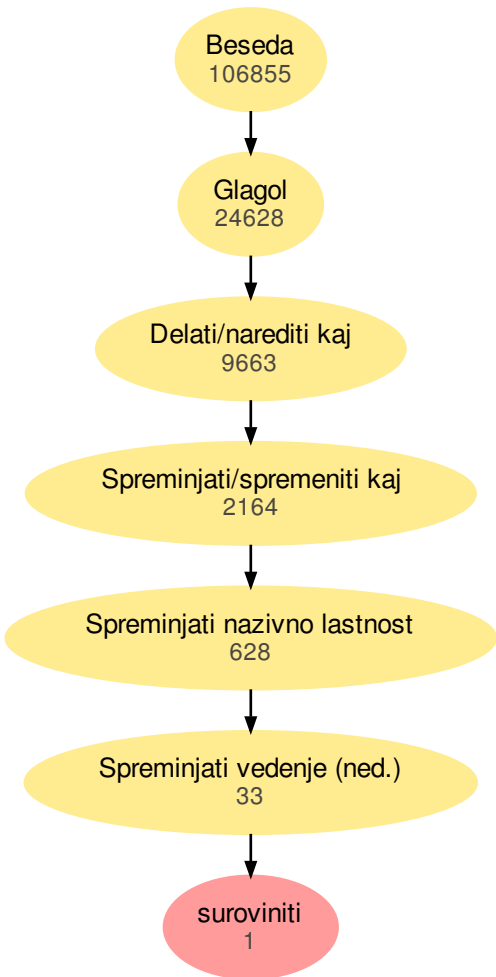 Beseda
106855
Glagol
24628
Delati/narediti kaj
9663
Spreminjati/spremeniti kaj
2164
Spreminjati nazivno lastnost
628
Spreminjati vedenje (ned.)
33
suroviniti
1